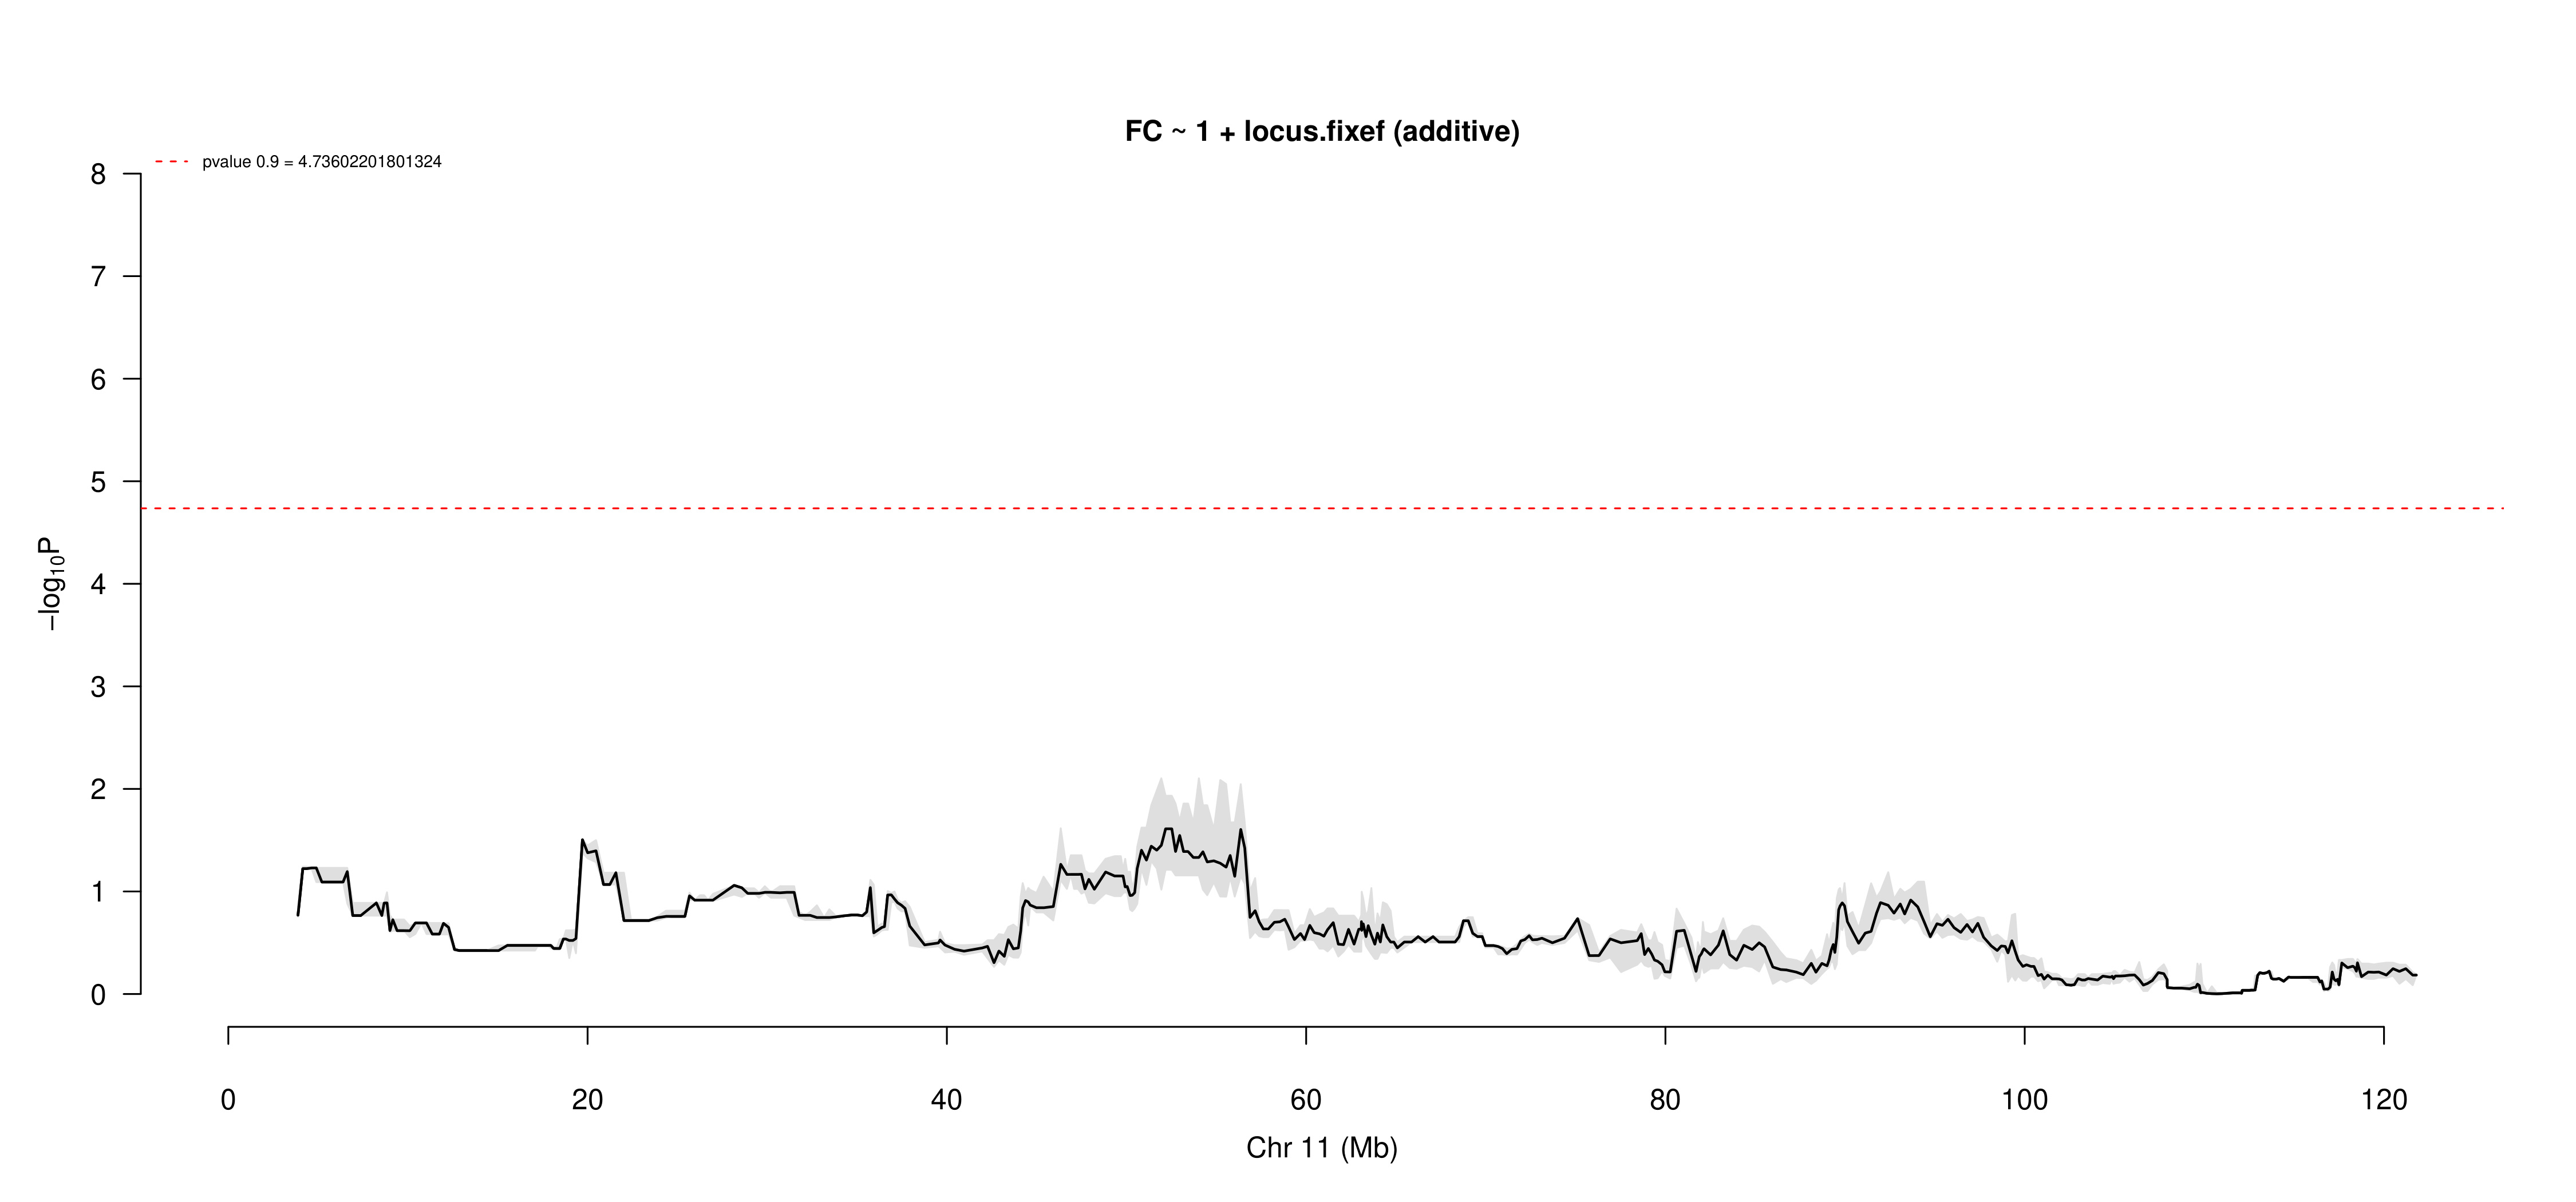 FC ~ 1 + locus.fixef (additive)
pvalue 0.9 = 4.73602201801324
8
7
6
5
4
3
2
1
0
−log10P
0 20 40 60 80 100 120
Chr 11 (Mb)